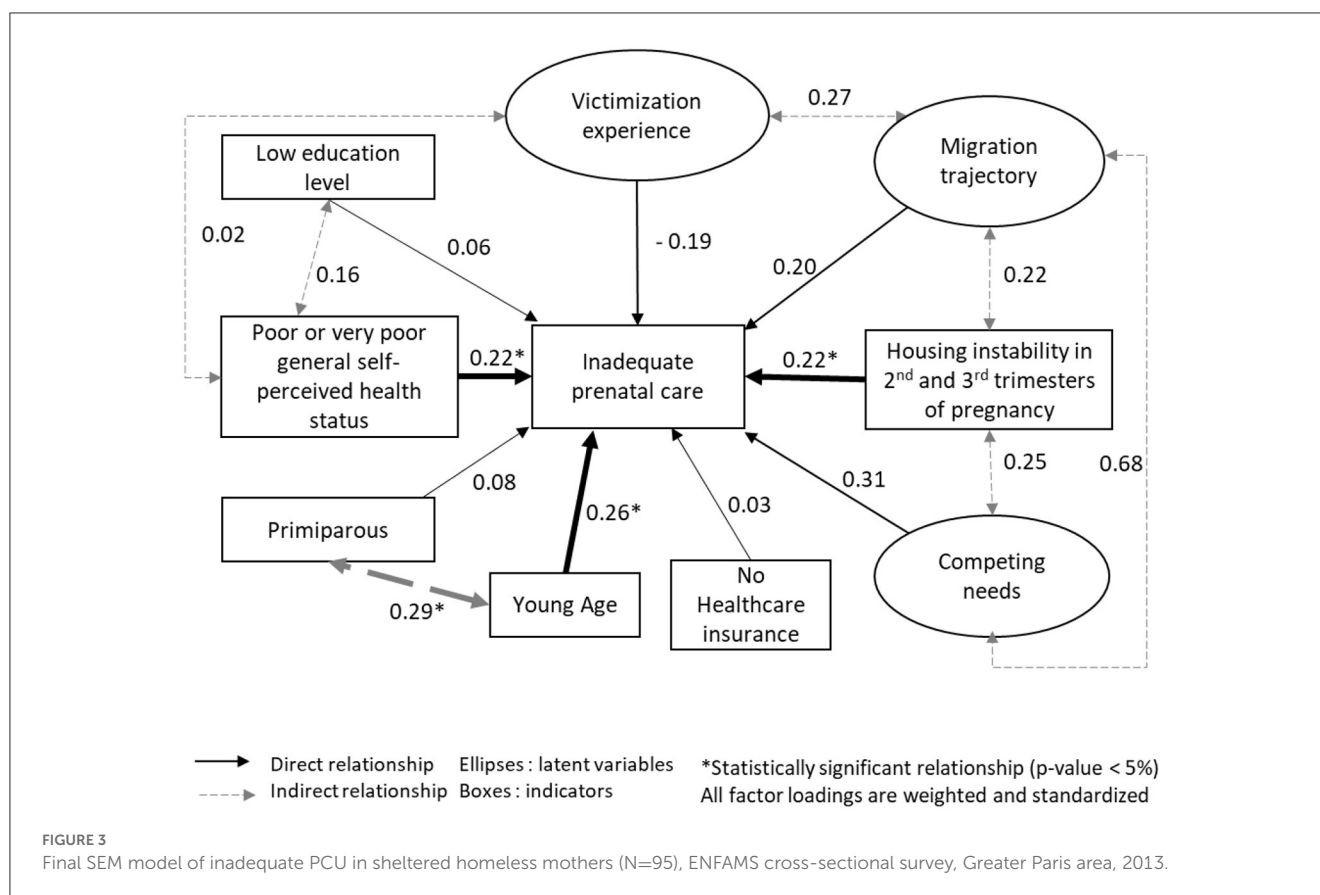 Victimization
experience
0.27
Migration
trajectory
Low education
level
0.02
0.06
- 0.19
0.20
0.16
0.22
Poor or very poor
general self-
perceived health
status
0.22*
Inadequate
prenatal care
0.22*
Housing instability in
2nd and 3rd trimesters
of pregnancy
0.25
0.68
0.08
0.31
Primiparous
0.26*
0.03
Competing
needs
0.29*
Young Age
No
Healthcare
insurance
Direct relationship Ellipses : latent variables *Statistically significant relationship (p-value < 5%)
Indirect relationship Boxes : indicators All factor loadings are weighted and standardized
FIGURE 3
Final SEM model of inadequate PCU in sheltered homeless mothers (N=95), ENFAMS cross-sectional survey, Greater Paris area, 2013.